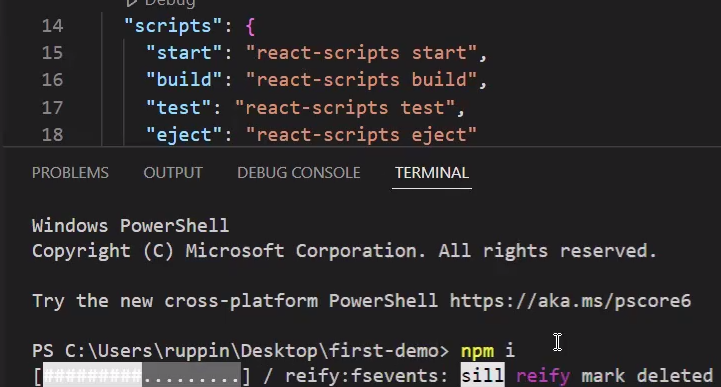 Debug
14 "scripts": {
15 "start": "react-scripts start",
16 "build": "react-scripts build",
17 "test": "react-scripts test",
18 "eject": "react-scripts eject"
PROBLEMS OUTPUT DEBUG CONSOLE TERMINAL
Windows PowerShell
Copyright (C) Microsoft Corporation. All rights reserved.
Try the new cross-platform PowerShell https://aka.ms/pscore6
PS C:\Users\ruppin\Desktop\first-demo> npm i
[#########.........] / reify:fsevents: sill reify mark deleted